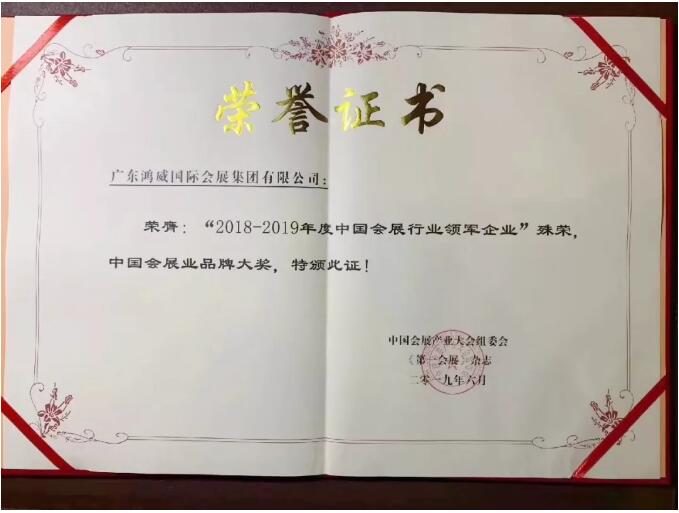 荣誉证书
广东鸿威国际会展集团有限公司：
荣膺：“2018-2019年度中国会展行业领军企业”殊荣，
中国会展业品牌大奖，特颁此证！
中国会展产业大会组委会
《第一会展》杂志
二〇一九年六月